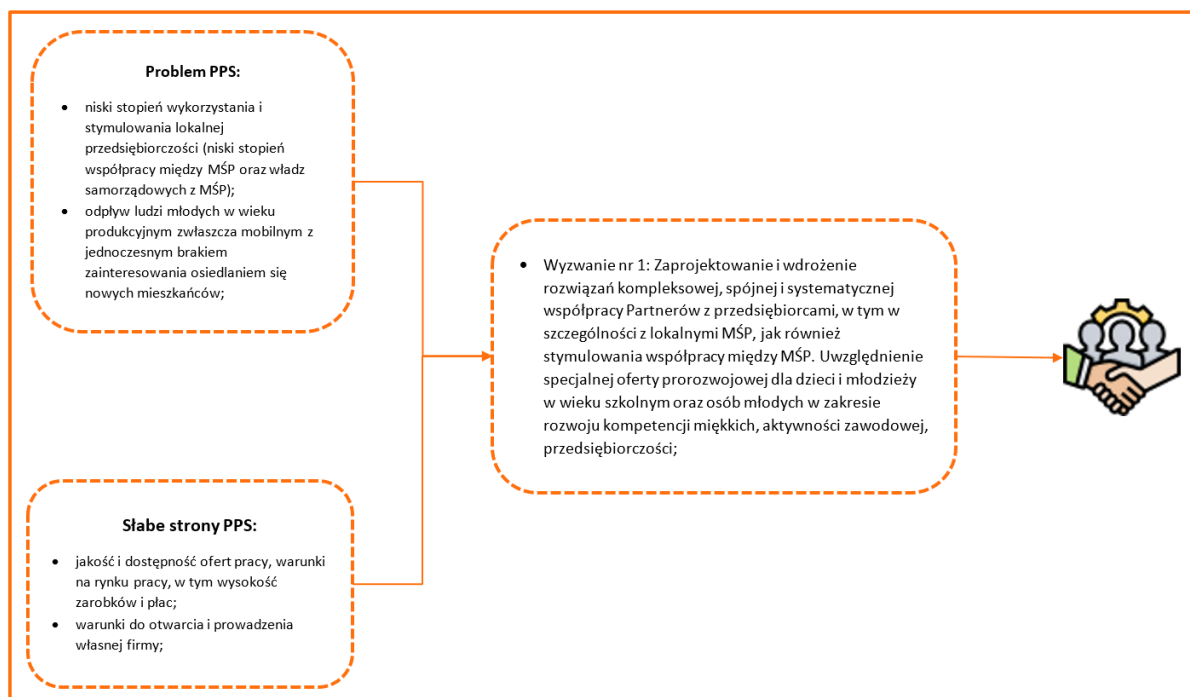 Problem PPS:
• niski stopień wykorzystania i
stymulowania lokalnej
przedsiębiorczości (niski stopień
współpracy między MŚP oraz władz
samorządowych z MŚP);
• odpływ ludzi młodych w wieku
produkcyjnym zwłaszcza mobilnym z
jednoczesnym brakiem
zainteresowania osiedlaniem się
nowych mieszkańców;
Słabe strony PPS:
• jakość i dostępność ofert pracy, warunki
na rynku pracy, w tym wysokość
zarobków i płac;
• warunki do otwarcia i prowadzenia
własnej firmy;
• Wyzwanie nr 1: Zaprojektowanie i wdrożenie
rozwiązań kompleksowej, spójnej i systematycznej
współpracy Partnerów z przedsiębiorcami, w tym w
szczególności z lokalnymi MŚP, jak również
stymulowania współpracy między MŚP. Uwzględnienie
specjalnej oferty prorozwojowej dla dzieci i młodzieży
w wieku szkolnym oraz osób młodych w zakresie
rozwoju kompetencji miękkich, aktywności zawodowej,
przedsiębiorczości;